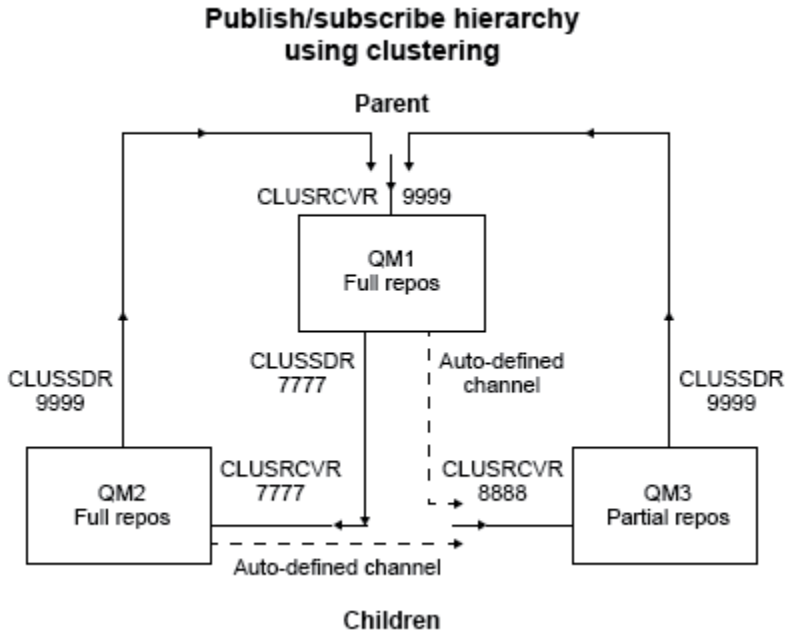 Publish/subscribe hierarchy
using clustering
Parent
CLUSRCVR 9999
QM1
Full repos
CLUSSDR
7777
Auto-defined
channel
CLUSSDR
9999
CLUSSDR
9999
CLUSRCVR
7777
CLUSRCVR
8888
QM2
Full repos
QM3
Partial repos
Auto-defined channel
Children